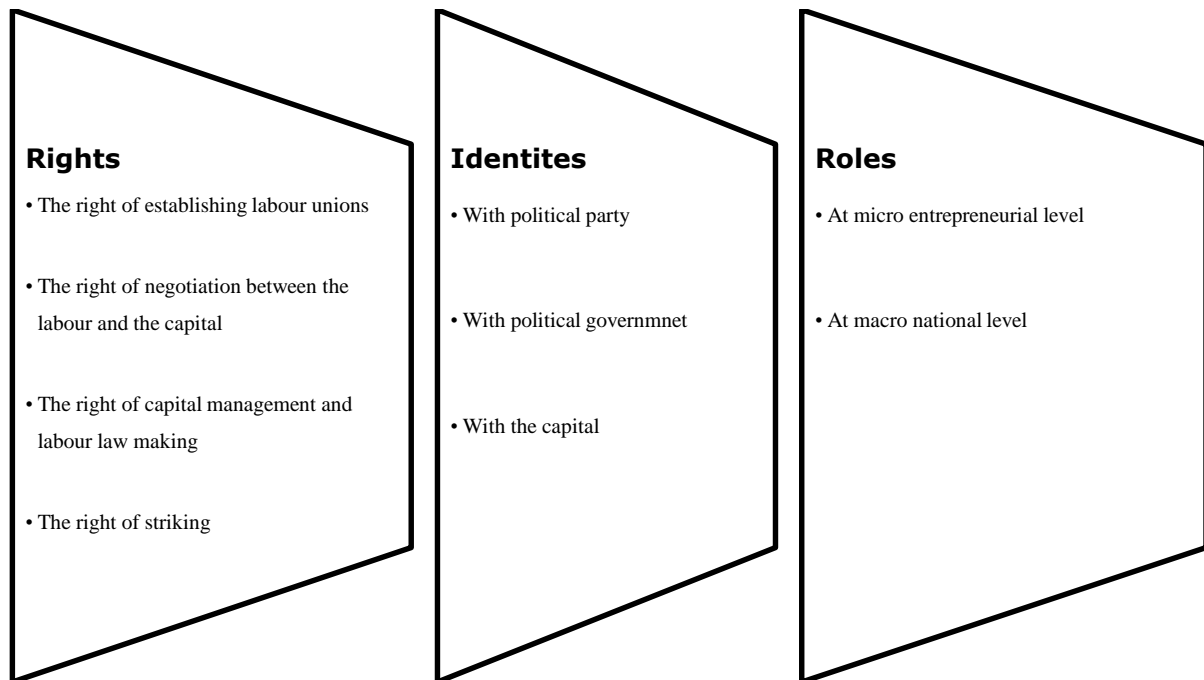 Rights
• The right of establishing labour unions
• The right of negotiation between the
labour and the capital
• The right of capital management and
labour law making
• The right of striking
Identites
• With political party
• With political governmnet
• With the capital
Roles
• At micro entrepreneurial level
• At macro national level